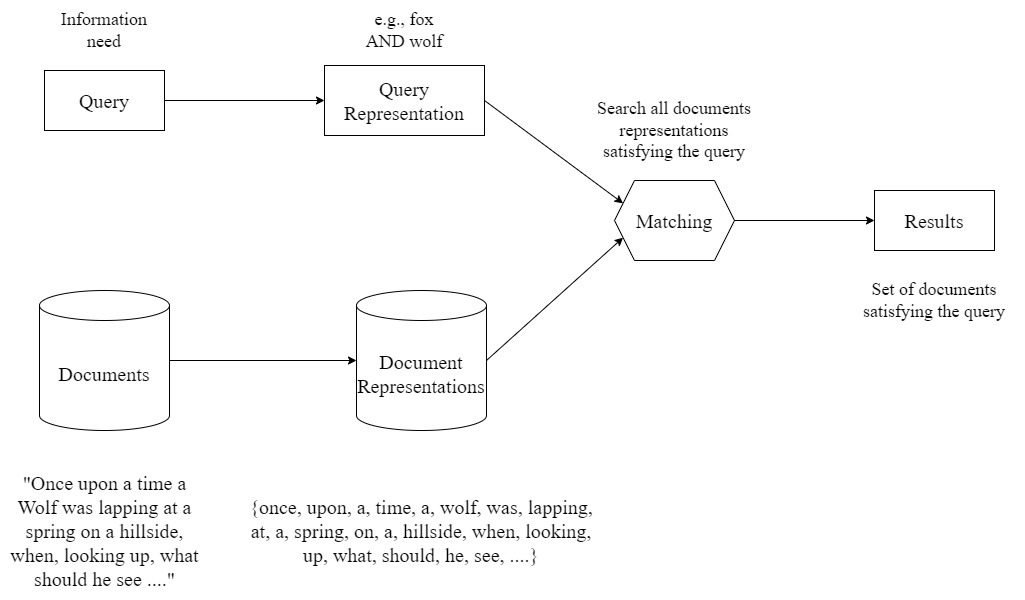 Information
need
Query
e.g., fox
AND wolf
Query
Representation
Search all documents
representations
satisfying the query
Matching
Results
Set of documents
satisfying the query
Documents
Document
Representations
"Once upon a time a
Wolf was lapping at a
spring on a hillside,
when, looking up, what
should he see ...."
{once, upon, a, time, a, wolf, was, lapping,
at, a, spring, on, a, hillside, when, looking,
up, what, should, he, see, ....}